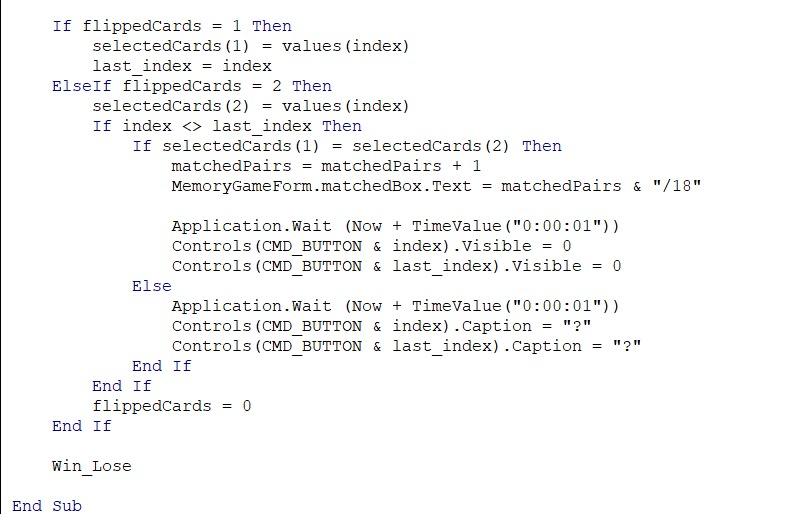 If flippedCards = 1 Then
selectedCards(1) = values(index)
last_index = index
ElseIf flippedCards = 2 Then
selectedCards(2) = values(index)
If index <> last_index Then
If selectedCards(1) = selectedCards(2) Then
matchedPairs = matchedPairs + 1
MemoryGameForm.matchedBox.Text = matchedPairs & "/18"
Application.Wait (Now + TimeValue("0:00:01"))
Controls(CMD_BUTTON & index).Visible = 0
Controls(CMD_BUTTON & last_index).Visible = 0
Else
Application.Wait (Now + TimeValue("0:00:01"))
Controls(CMD_BUTTON & index).Caption = "?"
Controls(CMD_BUTTON & last_index).Caption = "?"
End If
End If
flippedCards = 0
End If
Win_Lose
End Sub